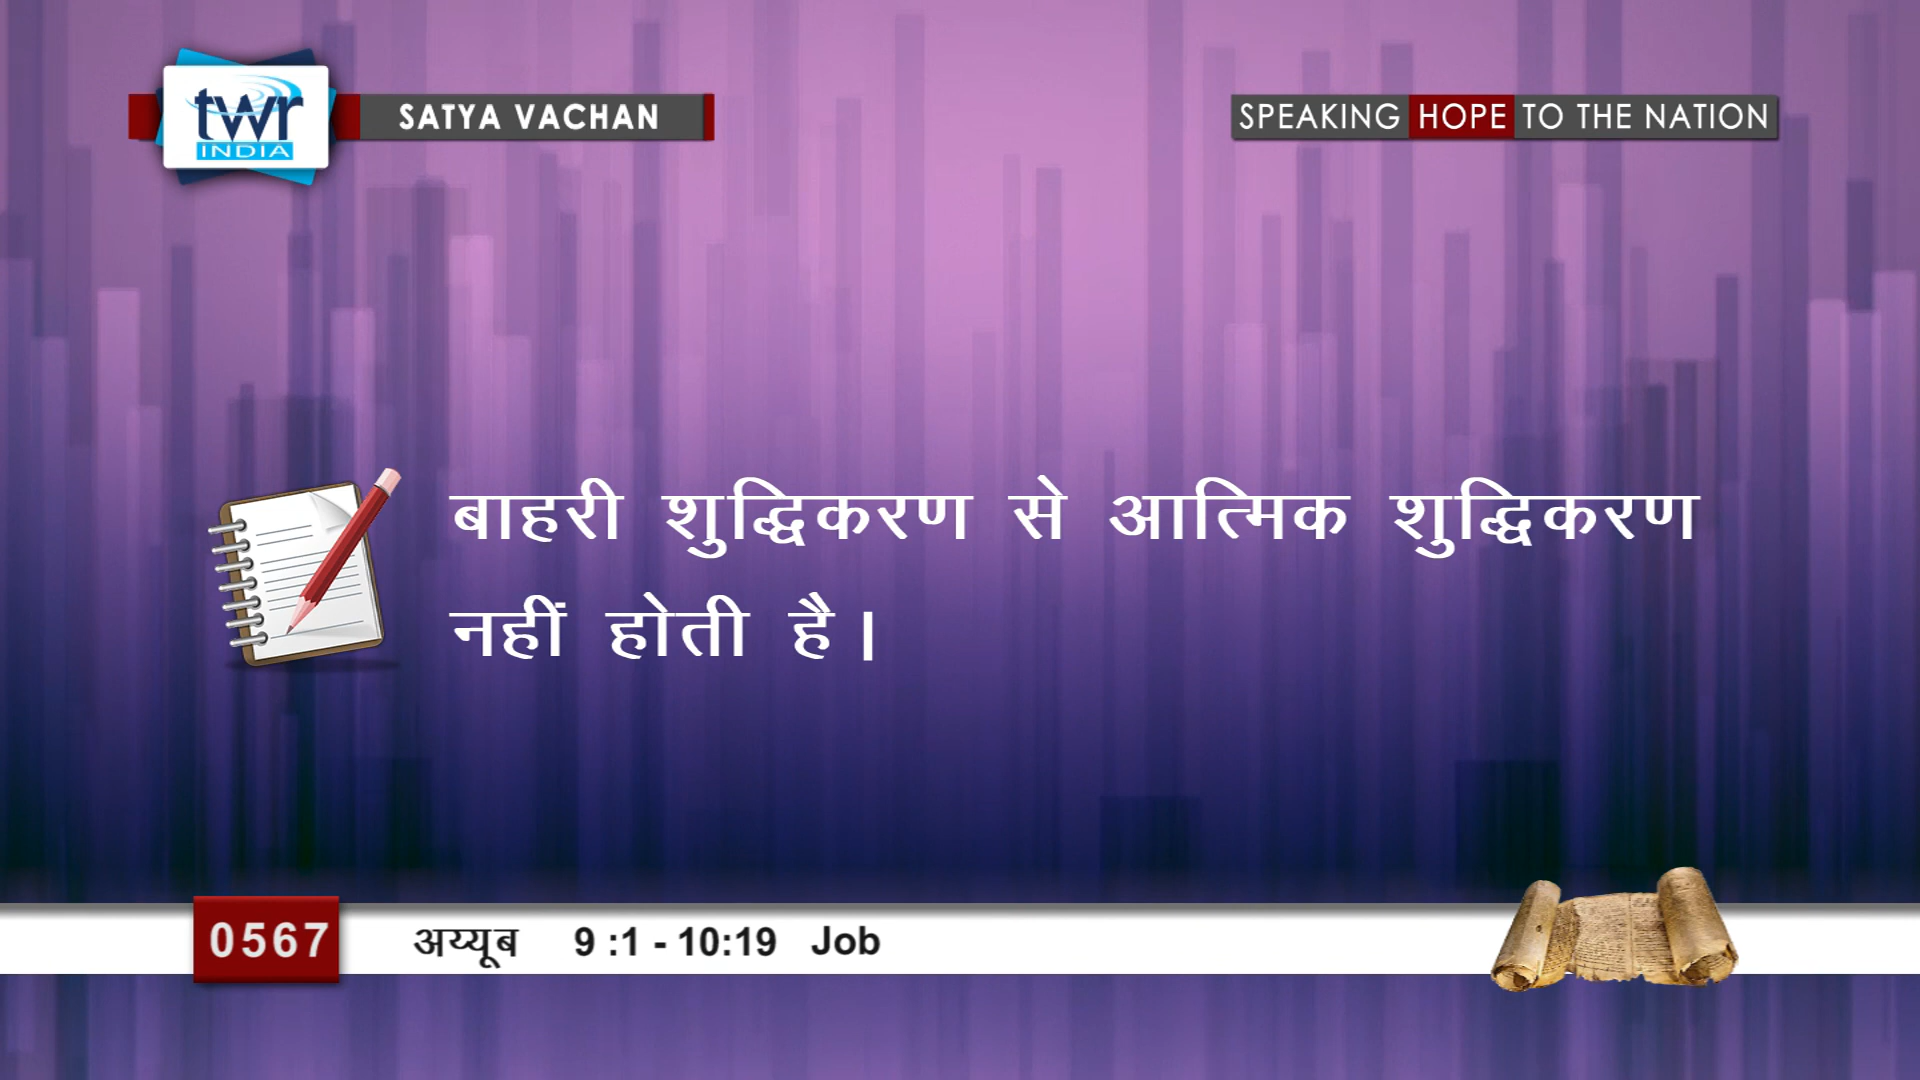 twr
INDIA
SATYA VACHAN
SPEAKING HOPE TO THE NATION
बाहरी शुद्धिकरण से आत्मिक शुद्धिकरण
नहीं होती है।
0567 अय्यूब 9 :1 - 10:19 Job